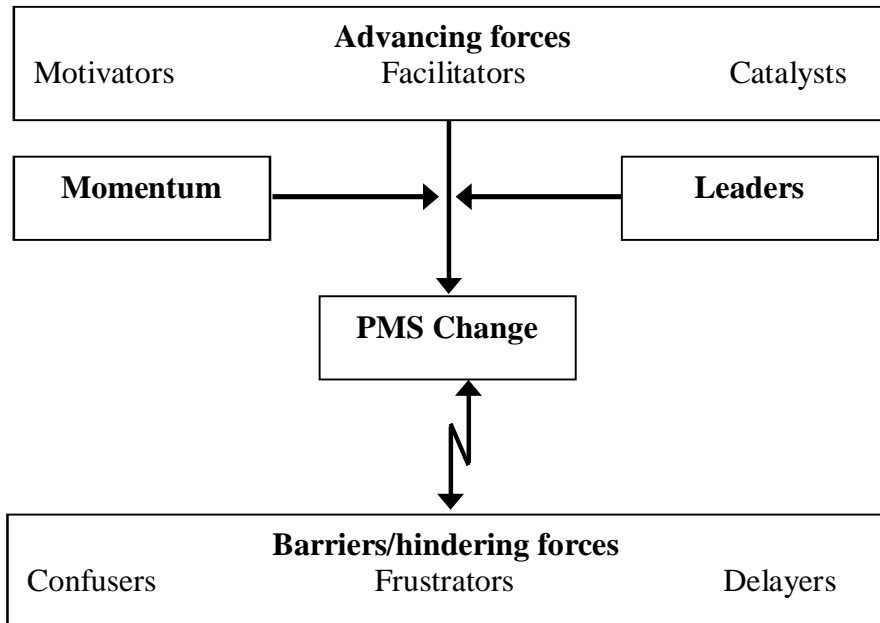 Advancing forces
Motivators Facilitators Catalysts
Momentum
Leaders
PMS Change
Barriers/hindering forces
Confusers Frustrators Delayers